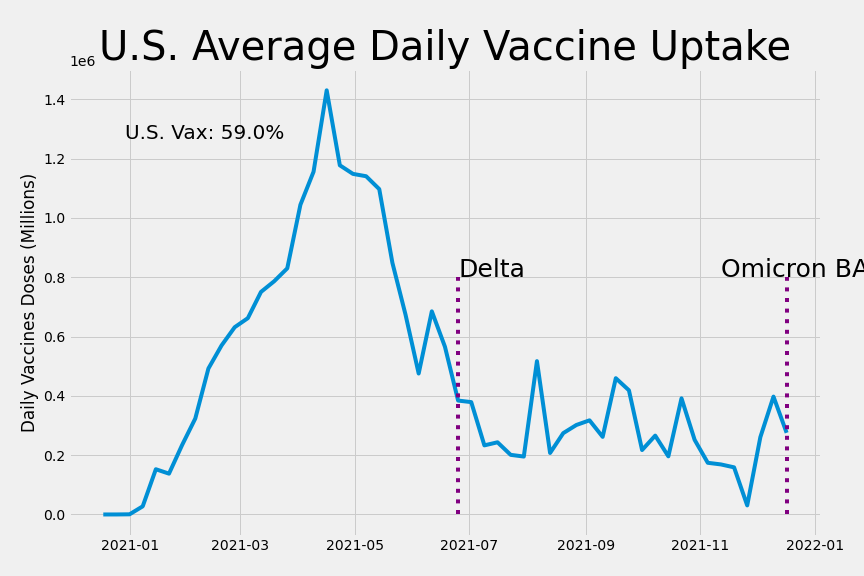 U.S. Average Daily Vaccine Uptake
1e6
1.4
U.S. Vax: 59.0%
1.2
1.0
0.8
Delta
Omicron BA
0.6
0.4
0.2
0.0
Daily Vaccines Doses (Millions)
2021-01
2021-03
2021-05
2021-07
2021-09
2021-11
2022-01